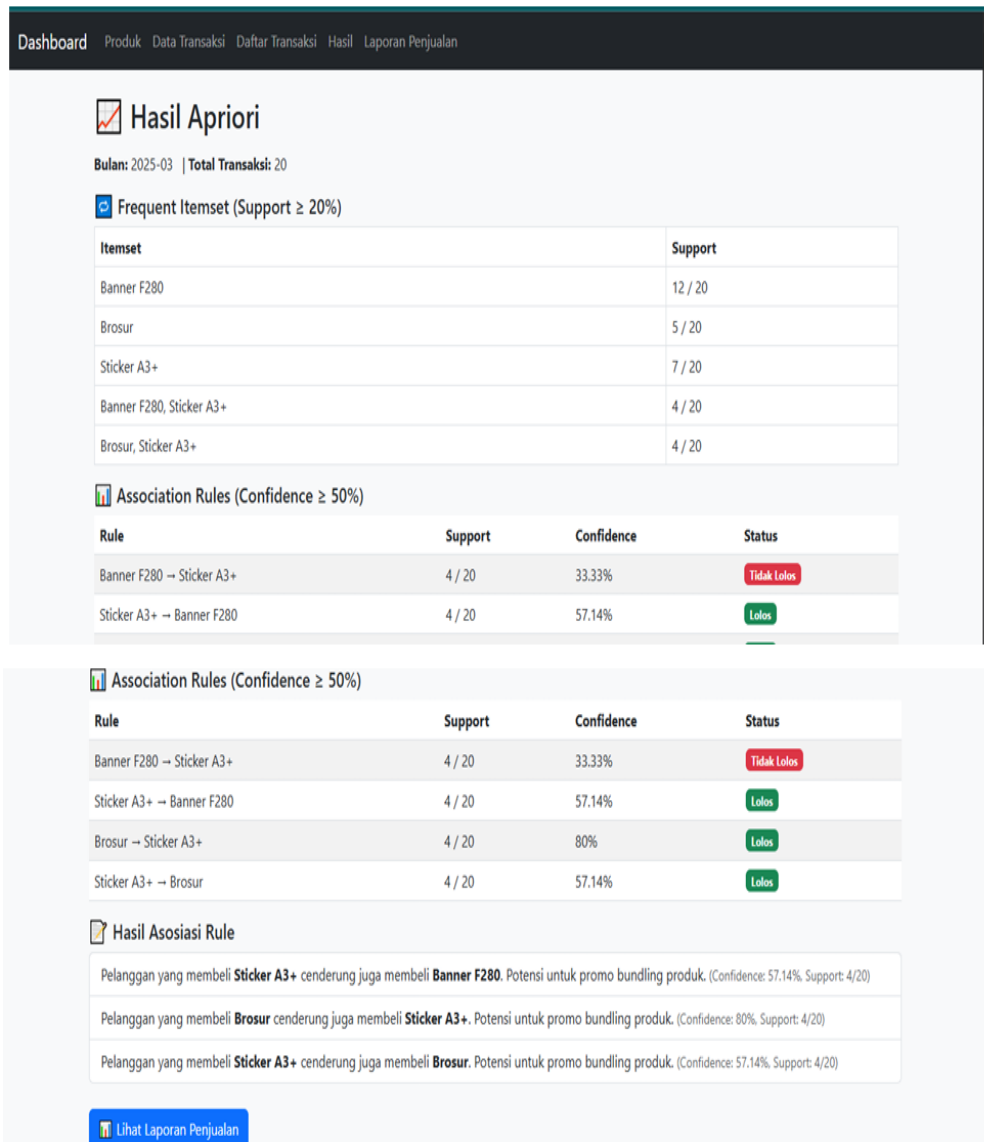 Dashboard Produk Data Transaksi Daftar Transaksi Hasil Laporan Penjualan
Hasil Apriori
Bulan: 2025-03 | Total Transaksi: 20
Frequent Itemset (Support ≥ 20%)
Itemset Support
Banner F280 12 / 20
Brosur 5 / 20
Sticker A3+ 7 / 20
Banner F280, Sticker A3+ 4 / 20
Brosur, Sticker A3+ 4 / 20
Association Rules (Confidence ≥ 50%)
Rule Support Confidence Status
Banner F280 → Sticker A3+ 4 / 20 33.33% Tidak Lolos
Sticker A3+ → Banner F280 4 / 20 57.14% Lolos
Association Rules (Confidence ≥ 50%)
Rule Support Confidence Status
Banner F280 → Sticker A3+ 4 / 20 33.33% Tidak Lolos
Sticker A3+ → Banner F280 4 / 20 57.14% Lolos
Brosur → Sticker A3+ 4 / 20 80% Lolos
Sticker A3+ → Brosur 4 / 20 57.14% Lolos
Hasil Asosiasi Rule
Pelanggan yang membeli Sticker A3+ cenderung juga membeli Banner F280. Potensi untuk promo bundling produk. (Confidence: 57.14%, Support: 4/20)
Pelanggan yang membeli Brosur cenderung juga membeli Sticker A3+. Potensi untuk promo bundling produk. (Confidence: 80%, Support: 4/20)
Pelanggan yang membeli Sticker A3+ cenderung juga membeli Brosur. Potensi untuk promo bundling produk. (Confidence: 57.14%, Support: 4/20)
Lihat Laporan Penjualan